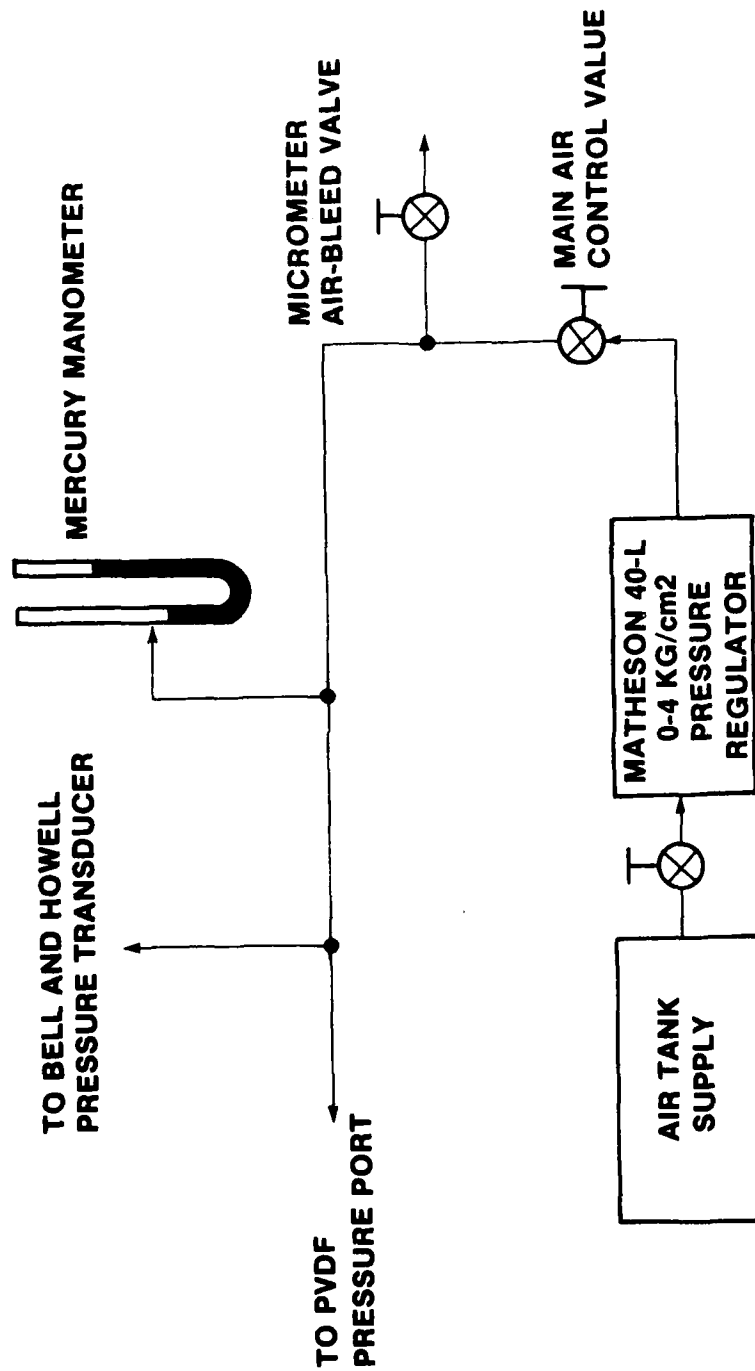 TO BELL AND HOWELL
PRESSURE TRANSDUCER
MERCURY MANOMETER
MICROMETER
AIR-BLEED VALVE
TO PVDF
PRESSURE PORT
MAIN AIR
CONTROL VALUE
AIR TANK
SUPPLY
MATHESON 40-L
0-4 KG/cm2
PRESSURE
REGULATOR